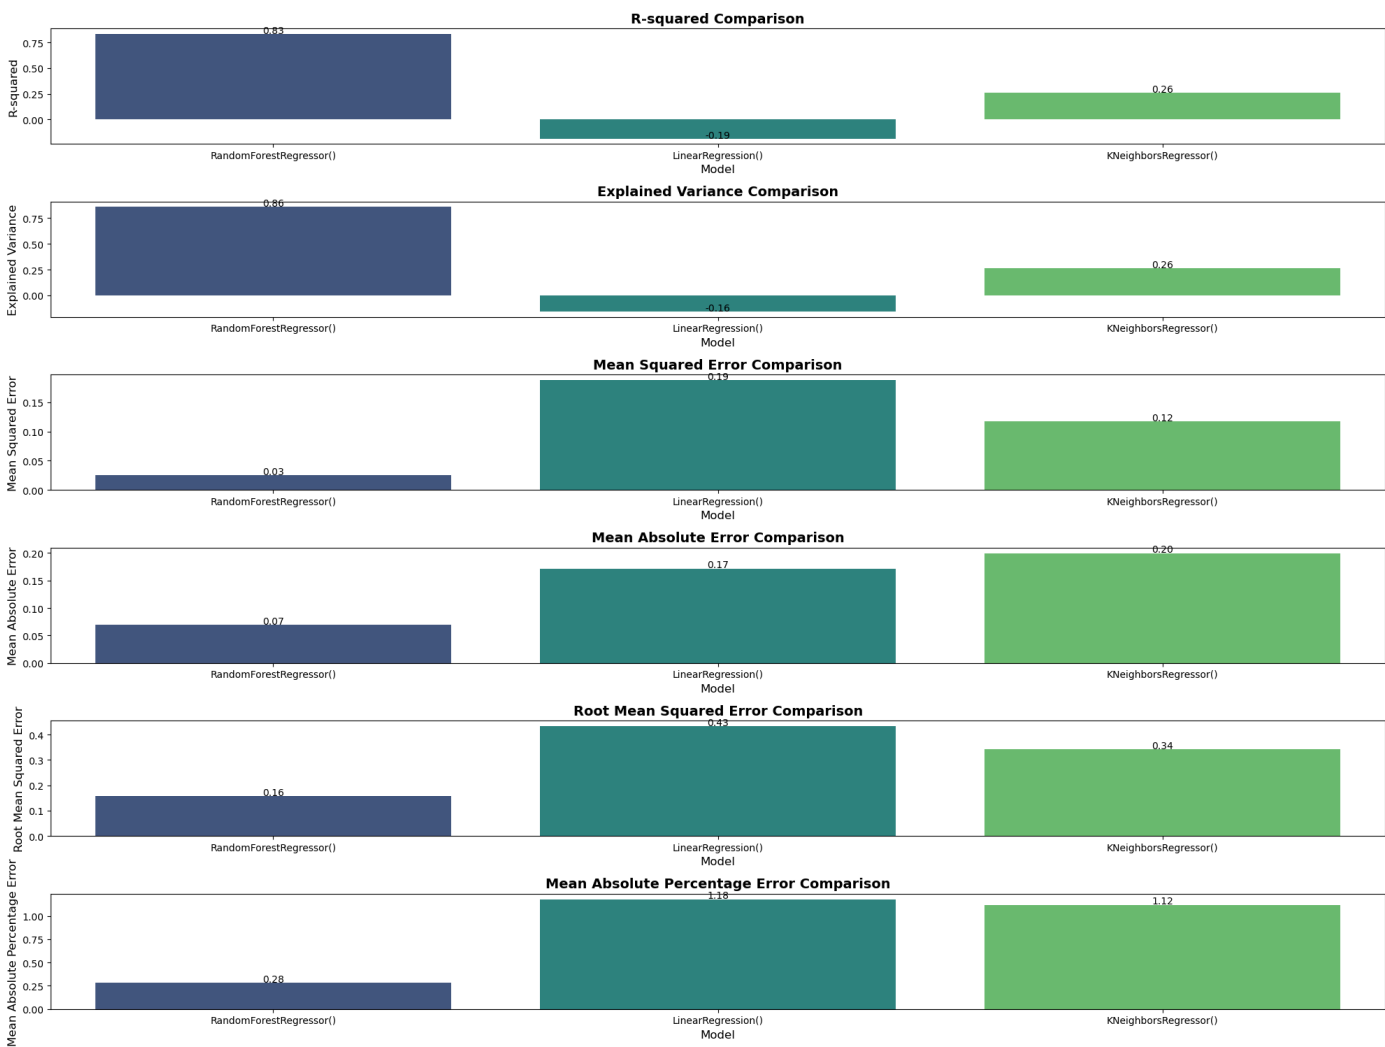 R-squared Comparison
R-squared
0.75
0.50
0.25
0.00
0.83
-0.19
0.26
RandomForestRegressor() LinearRegression() KNeighborsRegressor()
Model
Explained Variance Comparison
Explained Variance
0.75
0.50
0.25
0.00
0.86
-0.16
0.26
RandomForestRegressor() LinearRegression() KNeighborsRegressor()
Model
Mean Squared Error Comparison
Mean Squared Error
0.15
0.10
0.05
0.00
0.03
0.19
0.12
RandomForestRegressor() LinearRegression() KNeighborsRegressor()
Model
Mean Absolute Error Comparison
Mean Absolute Error
0.20
0.15
0.10
0.05
0.00
0.07
0.17
0.20
RandomForestRegressor() LinearRegression() KNeighborsRegressor()
Model
Root Mean Squared Error Comparison
Root Mean Squared Error
0.4
0.3
0.2
0.1
0.0
0.16
0.43
0.34
RandomForestRegressor() LinearRegression() KNeighborsRegressor()
Model
Mean Absolute Percentage Error Comparison
Mean Absolute Percentage Error
1.00
0.75
0.50
0.25
0.00
0.28
1.18
1.12
RandomForestRegressor() LinearRegression() KNeighborsRegressor()
Model